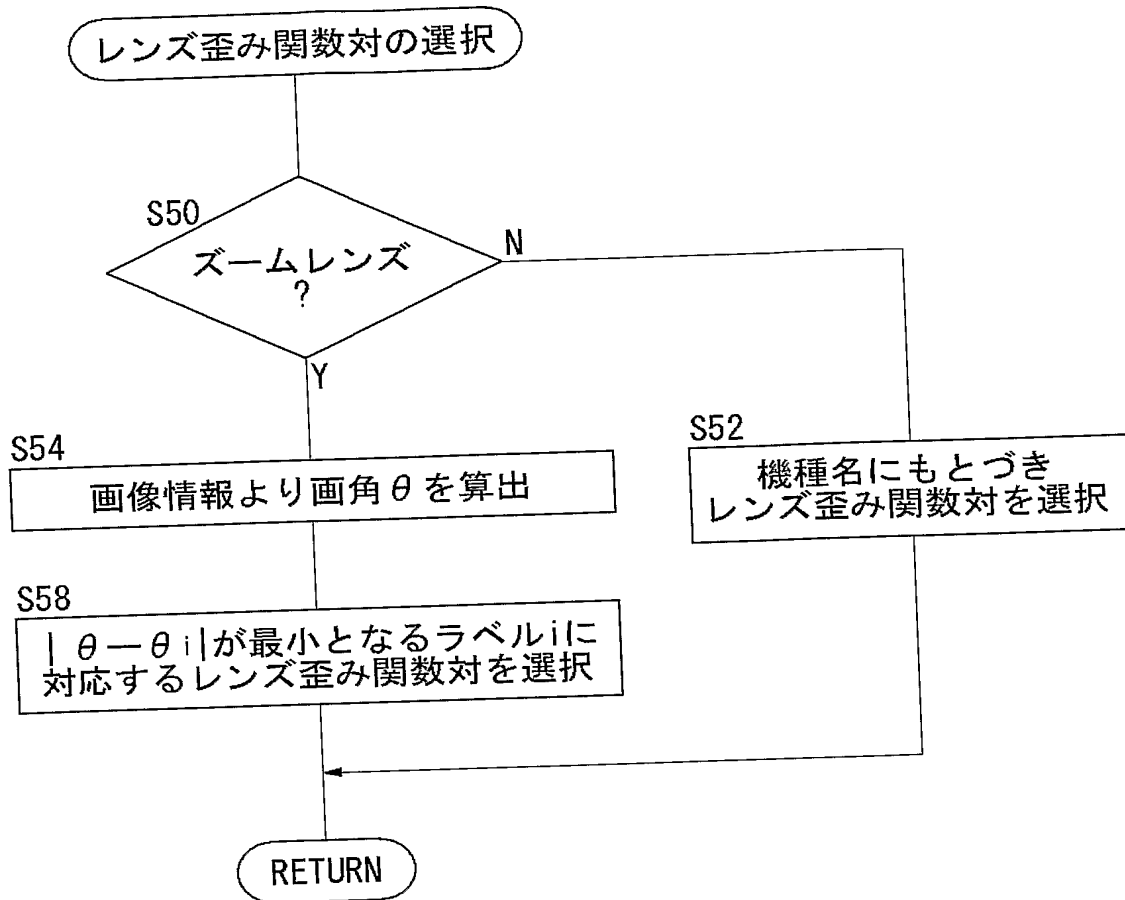 レンズ歪み関数対の選択
S50
ズームレンズ
?
N
Y
S54
画像情報より画角θを算出
S52
機種名にもとづき
レンズ歪み関数対を選択
S58
|θ—θi|が最小となるラベルiに
対応するレンズ歪み関数対を選択
RETURN